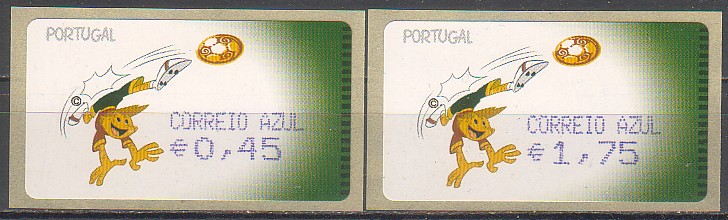 PORTUGAL
©
CORREIO AZUL
€0,45
PORTUGAL
©
CORREIO AZUL
€1,75